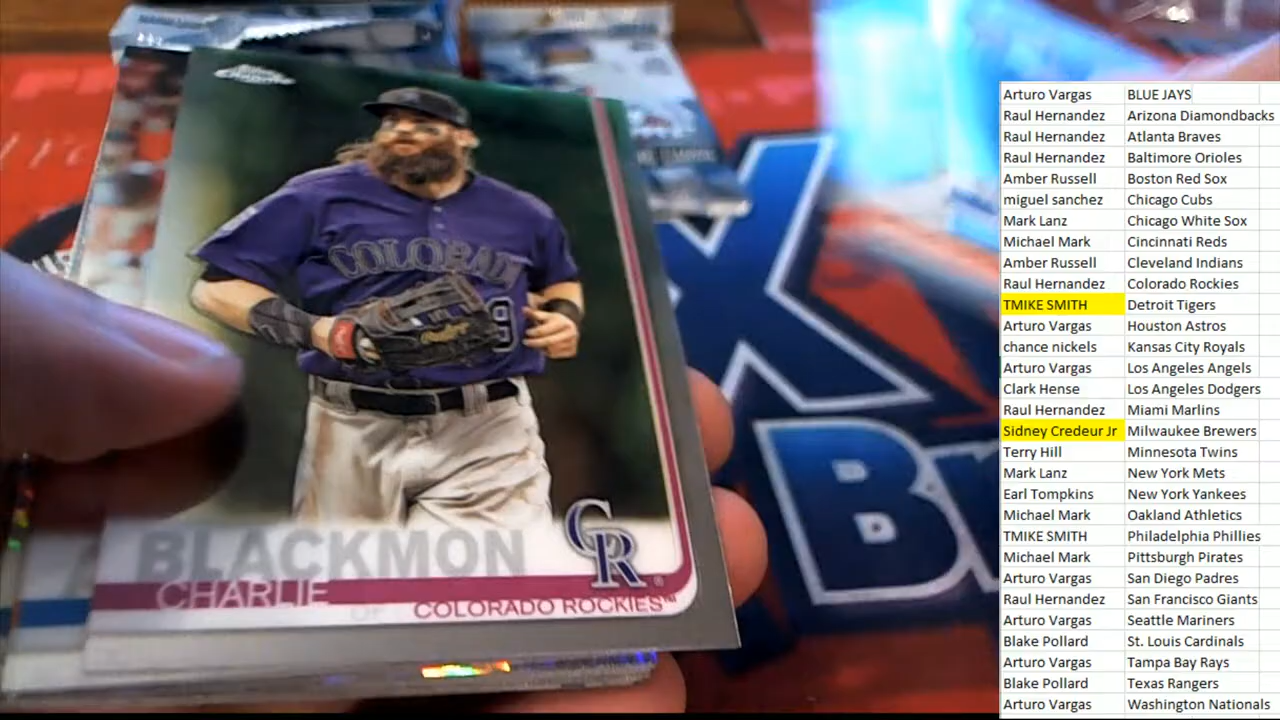 Topps
Chrome
COLORADO
9
BLACKMON
CHARLIE
OF
COLORADO ROCKIES™
CR
®
X
Arturo Vargas BLUE JAYS
Raul Hernandez Arizona Diamondbacks
Raul Hernandez Atlanta Braves
Raul Hernandez Baltimore Orioles
Amber Russell Boston Red Sox
miguel sanchez Chicago Cubs
Mark Lanz Chicago White Sox
Michael Mark Cincinnati Reds
Amber Russell Cleveland Indians
Raul Hernandez Colorado Rockies
TMIKE SMITH Detroit Tigers
Arturo Vargas Houston Astros
chance nickels Kansas City Royals
Arturo Vargas Los Angeles Angels
Clark Hense Los Angeles Dodgers
Raul Hernandez Miami Marlins
Sidney Credeur Jr Milwaukee Brewers
Terry Hill Minnesota Twins
Mark Lanz New York Mets
Earl Tompkins New York Yankees
Michael Mark Oakland Athletics
TMIKE SMITH Philadelphia Phillies
Michael Mark Pittsburgh Pirates
Arturo Vargas San Diego Padres
Raul Hernandez San Francisco Giants
Arturo Vargas Seattle Mariners
Blake Pollard St. Louis Cardinals
Arturo Vargas Tampa Bay Rays
Blake Pollard Texas Rangers
Arturo Vargas Washington Nationals